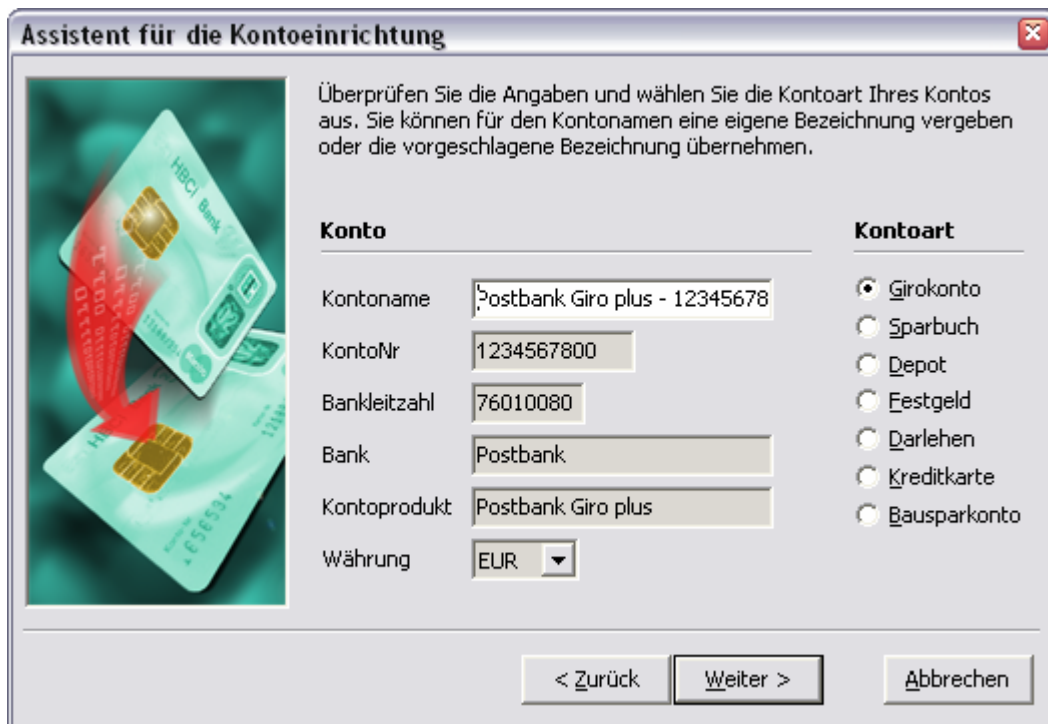 Assistent für die Kontoeinrichtung
Überprüfen Sie die Angaben und wählen Sie die Kontoart Ihres Kontos
aus. Sie können für den Kontonamen eine eigene Bezeichnung vergeben
oder die vorgeschlagene Bezeichnung übernehmen.
HBCI Bank
Konto
Kontoname Postbank Giro plus - 12345678
KontoNr 1234567800
Bankleitzahl 76010080
Bank Postbank
Kontoprodukt Postbank Giro plus
Währung EUR
Kontoart
Girokonto
Sparbuch
Depot
Festgeld
Darlehen
Kreditkarte
Bausparkonto
< Zurück
Weiter >
Abbrechen